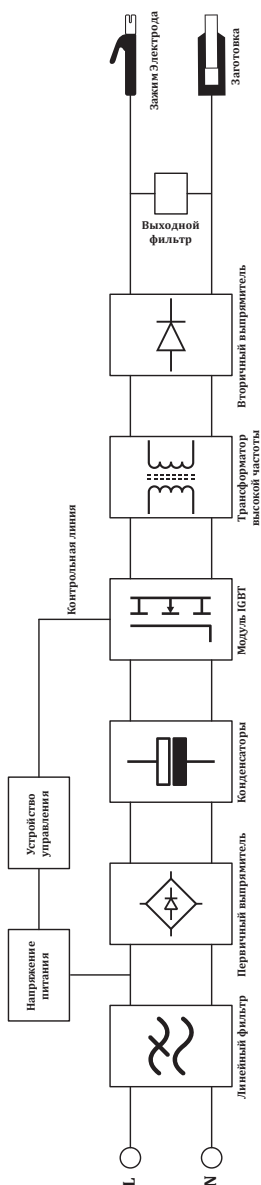 L
N
Линейный фильтр
Напряжение
питания
Первичный выпрямитель
Устройство
управления
Конденсаторы
Контрольная линия
Модуль IGBT
Трансформатор
высокой частоты
Вторичный выпрямитель
Выходной
фильтр
Зажим Электрода
Заготовка